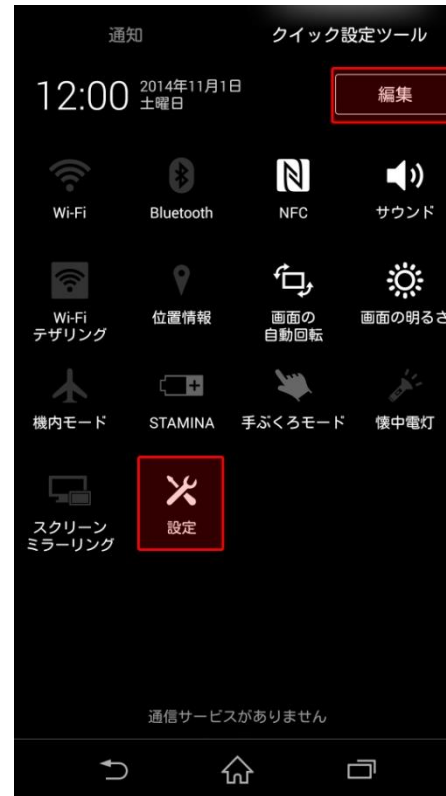 通知
クイック設定ツール
12:00
2014年11月1日
土曜日
編集
Wi-Fi
Bluetooth
NFC
サウンド
Wi-Fi
テザリング
位置情報
画面の
自動回転
画面の明るさ
機内モード
STAMINA
手ぶくろモード
懐中電灯
スクリーン
ミラーリング
設定
通信サービスがありません